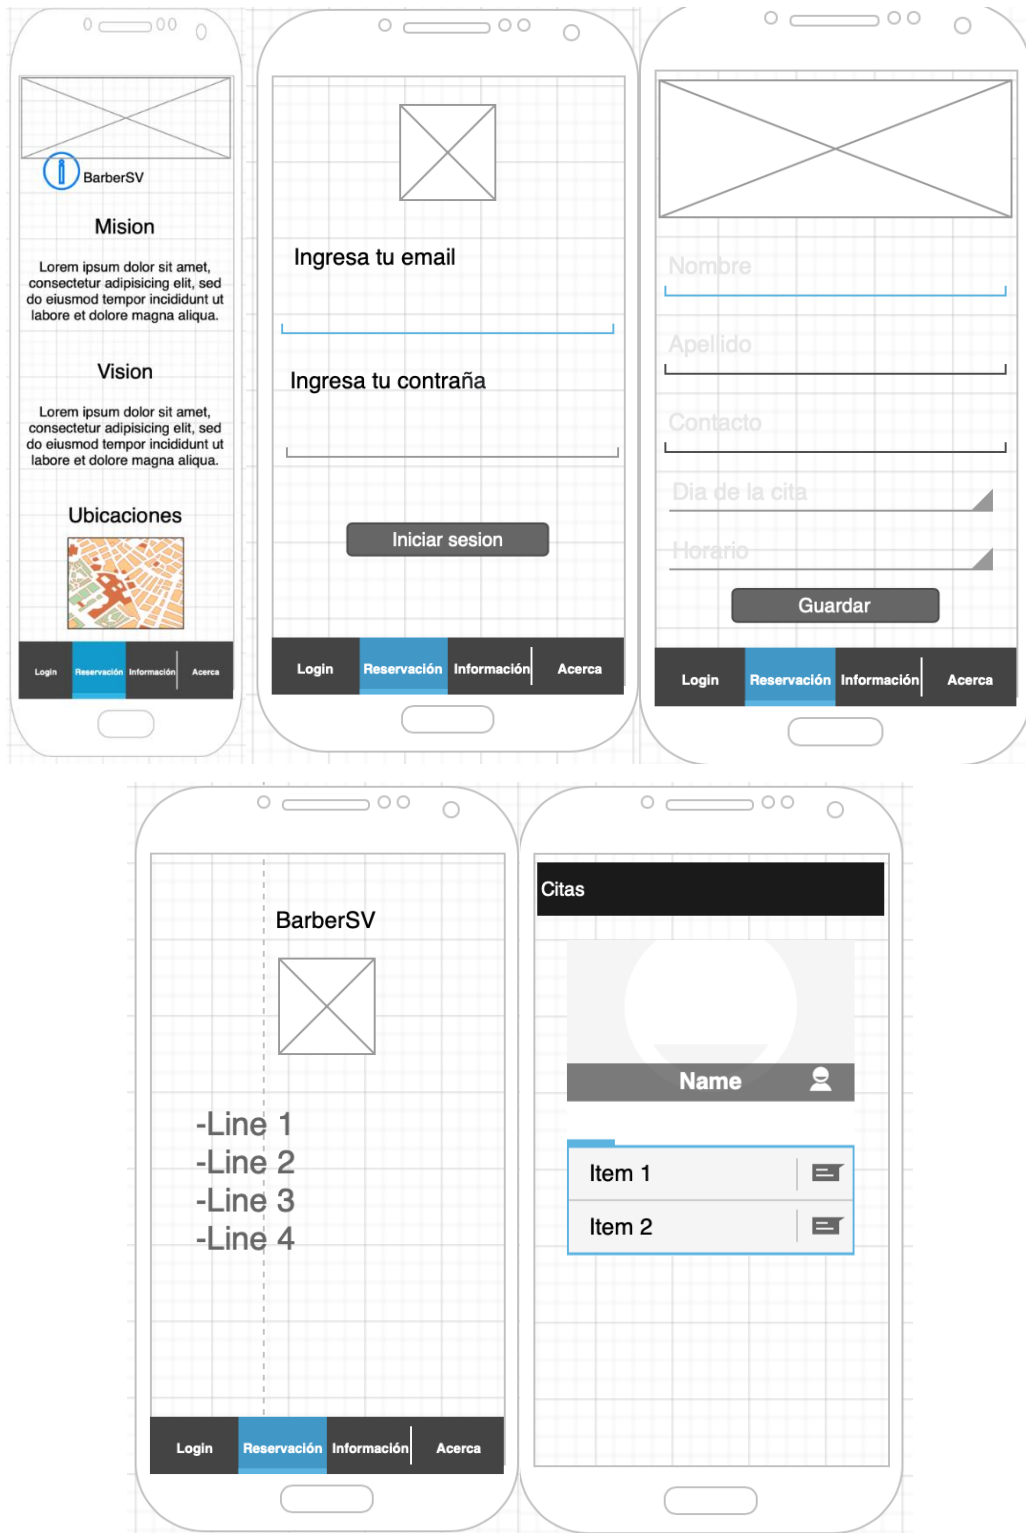 BarberSV
Mision
Lorem ipsum dolor sit amet,
consectetur adipisicing elit, sed
do eiusmod tempor incididunt ut
labore et dolore magna aliqua.
Vision
Lorem ipsum dolor sit amet,
consectetur adipisicing elit, sed
do eiusmod tempor incididunt ut
labore et dolore magna aliqua.
Ubicaciones
Login Reservación Información Acerca
Ingresa tu email
Ingresa tu contraña
Iniciar sesion
Login Reservación Información Acerca
Nombre
Apellido
Contacto
Dia de la cita
Horario
Guardar
Login Reservación Información Acerca
BarberSV
-Line 1
-Line 2
-Line 3
-Line 4
Login Reservación Información Acerca
Citas
Name
Item 1
Item 2